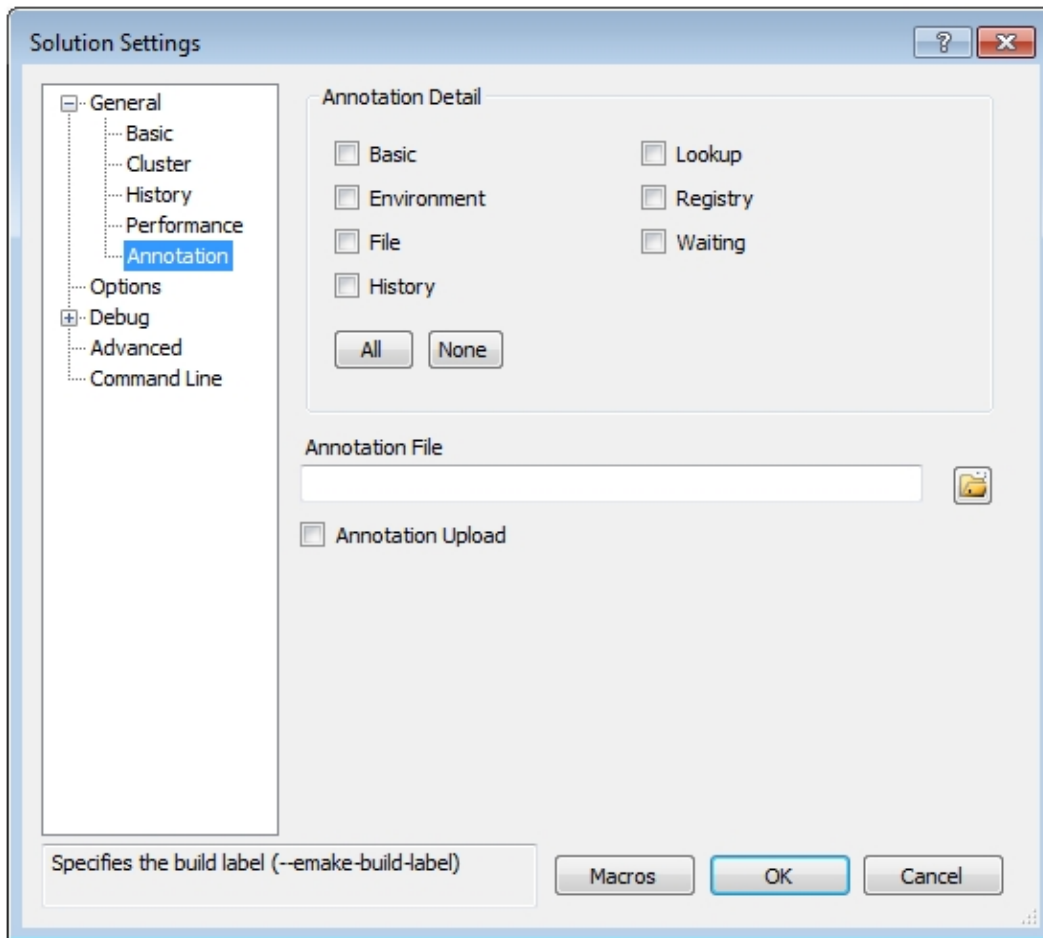 Solution Settings
General
Basic
Cluster
History
Performance
Annotation
Options
Debug
Advanced
Command Line
Annotation Detail
Basic
Lookup
Environment
Registry
File
Waiting
History
All
None
Annotation File
Annotation Upload
Specifies the build label (--emake-build-label)
Macros
OK
Cancel